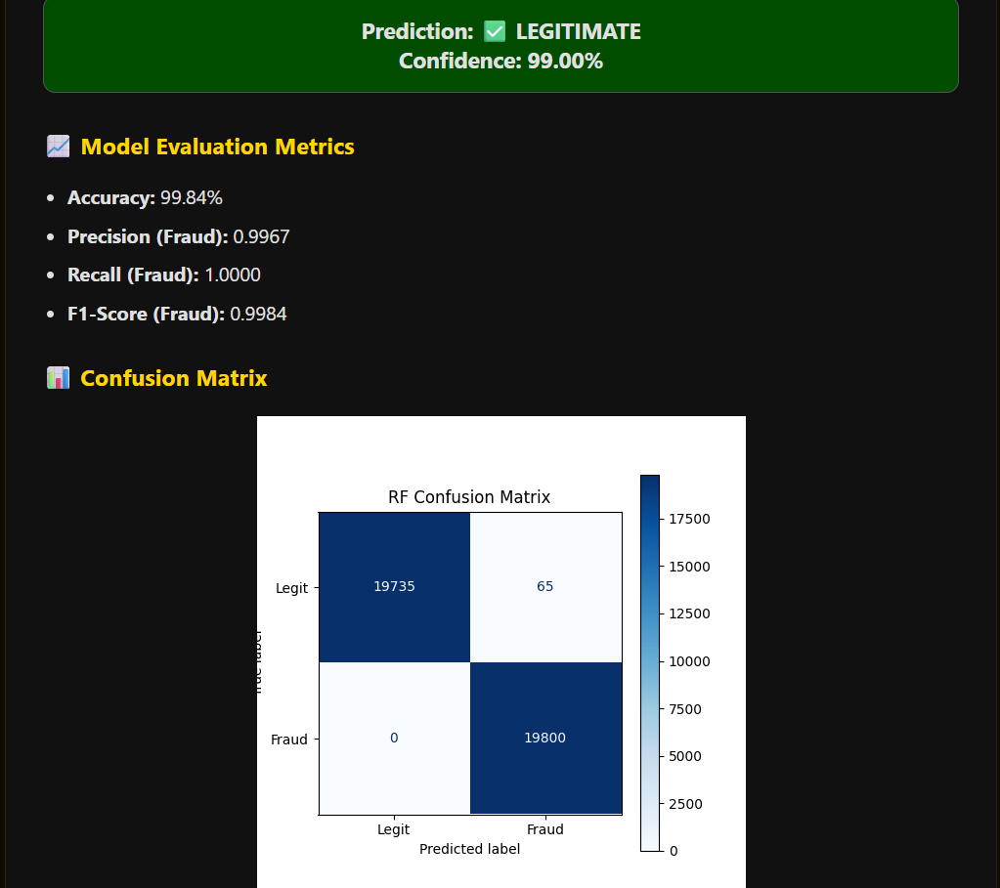 Prediction: ✅ LEGITIMATE
Confidence: 99.00%
📈 Model Evaluation Metrics
• Accuracy: 99.84%
• Precision (Fraud): 0.9967
• Recall (Fraud): 1.0000
• F1-Score (Fraud): 0.9984
📊 Confusion Matrix
RF Confusion Matrix
17500
15000
12500
10000
7500
5000
2500
0
Legit
19735
65
label
Fraud
0
19800
Legit
Fraud
Predicted label